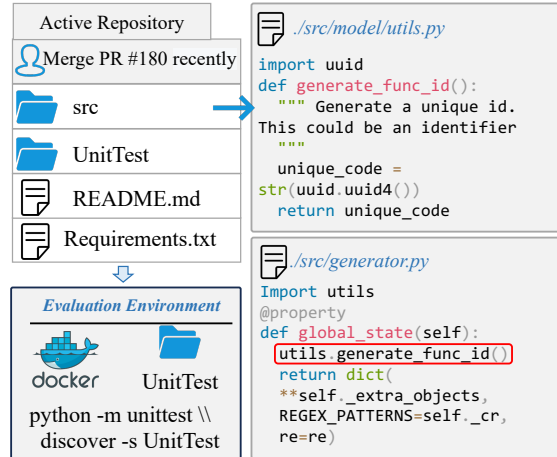 Active Repository
Merge PR #180 recently
src
UnitTest
README.md
Requirements.txt
Evaluation Environment
docker
UnitTest
python -m unittest \\
discover -s UnitTest
./src/model/utils.py
import uuid
def generate_func_id():
""" Generate a unique id.
This could be an identifier
"""
unique_code =
str(uuid.uuid4())
return unique_code
./src/generator.py
Import utils
@property
def global_state(self):
utils.generate_func_id()
return dict(
**self._extra_objects,
REGEX_PATTERNS=self._cr,
re=re)